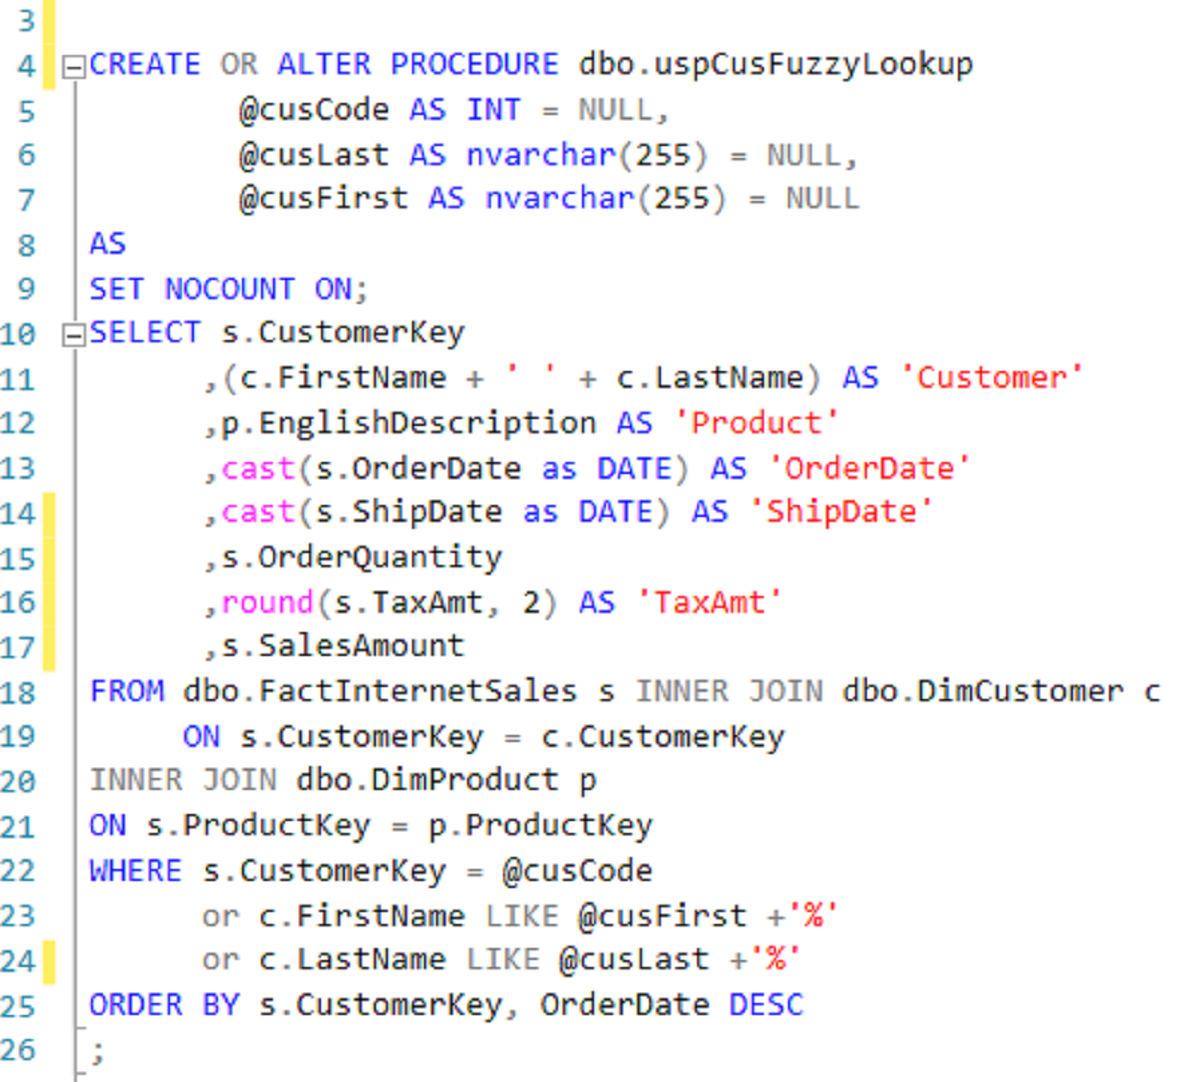 3
4 CREATE OR ALTER PROCEDURE dbo.uspCusFuzzyLookup
5 @cusCode AS INT = NULL,
6 @cusLast AS nvarchar(255) = NULL,
7 @cusFirst AS nvarchar(255) = NULL
8 AS
9 SET NOCOUNT ON;
10 SELECT s.CustomerKey
11 ,(c.FirstName + ' ' + c.LastName) AS 'Customer'
12 ,p.EnglishDescription AS 'Product'
13 ,cast(s.OrderDate as DATE) AS 'OrderDate'
14 ,cast(s.ShipDate as DATE) AS 'ShipDate'
15 ,s.OrderQuantity
16 ,round(s.TaxAmt, 2) AS 'TaxAmt'
17 ,s.SalesAmount
18 FROM dbo.FactInternetSales s INNER JOIN dbo.DimCustomer c
19 ON s.CustomerKey = c.CustomerKey
20 INNER JOIN dbo.DimProduct p
21 ON s.ProductKey = p.ProductKey
22 WHERE s.CustomerKey = @cusCode
23 or c.FirstName LIKE @cusFirst +'%'
24 or c.LastName LIKE @cusLast +'%'
25 ORDER BY s.CustomerKey, OrderDate DESC
26 ;